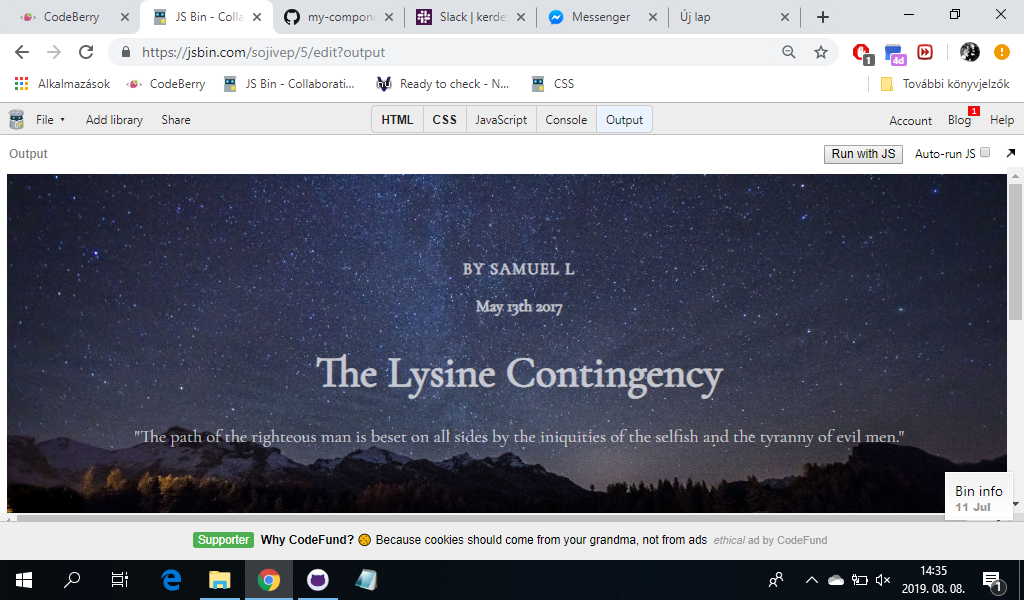 CodeBerry
JS Bin - Colla
my-compone
Slack | kerde
Messenger
Új lap
https://jsbin.com/sojivep/5/edit?output
1
4d
Alkalmazások
CodeBerry
JS Bin - Collaborati...
Ready to check - N...
CSS
További könyvjelzők
File
Add library
Share
HTML
CSS
JavaScript
Console
Output
Account
Blog
1
Help
Output
Run with JS
Auto-run JS
BY SAMUEL L
May 13th 2017
The Lysine Contingency
"The path of the righteous man is beset on all sides by the iniquities of the selfish and the tyranny of evil men."
Bin info
11 Jul
Supporter Why CodeFund? 🍪 Because cookies should come from your grandma, not from ads ethical ad by CodeFund
14:35
2019. 08. 08.
1